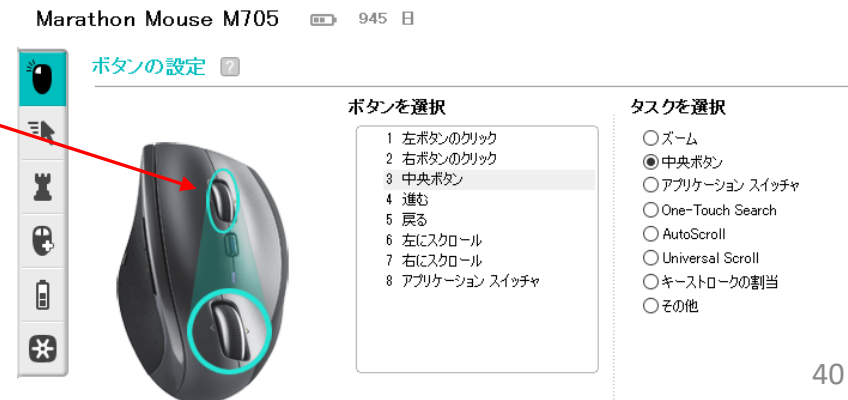 Marathon Mouse M705 945 日
ボタンの設定 ?
ボタンを選択
1 左ボタンのクリック
2 右ボタンのクリック
3 中央ボタン
4 進む
5 戻る
6 左にスクロール
7 右にスクロール
8 アプリケーション スイッチャ
タスクを選択
ズーム
中央ボタン
アプリケーション スイッチャ
One-Touch Search
AutoScroll
Universal Scroll
キーストロークの割当
その他
40